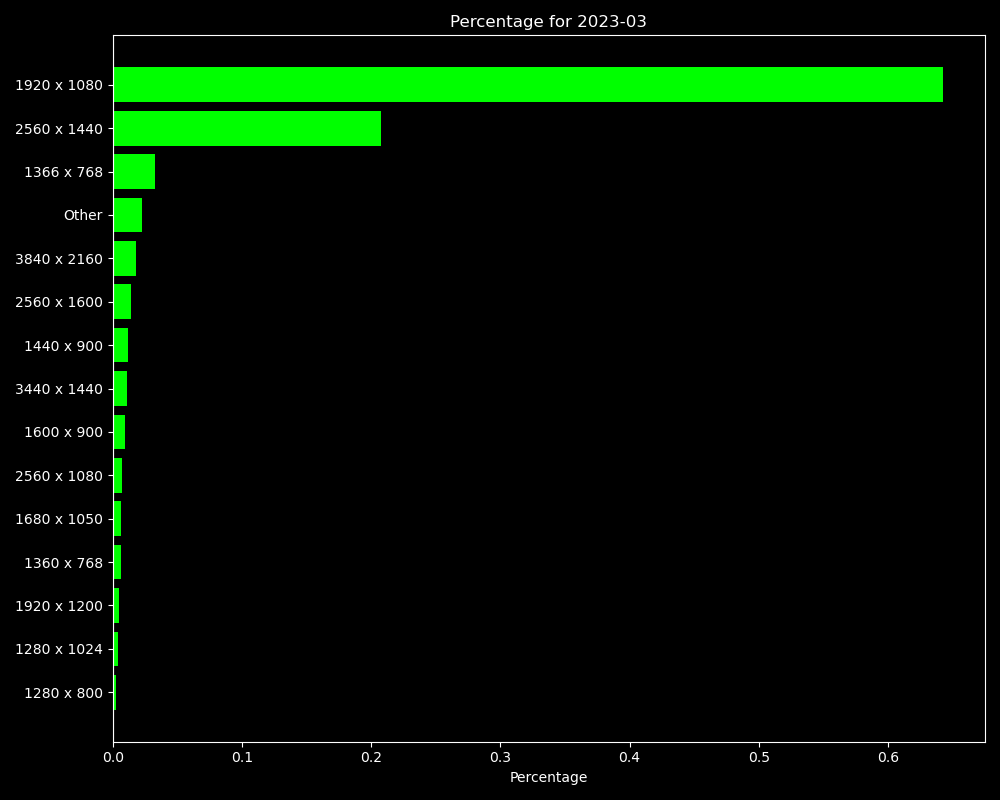 Percentage for 2023-03
1920 x 1080
2560 x 1440
1366 x 768
Other
3840 x 2160
2560 x 1600
1440 x 900
3440 x 1440
1600 x 900
2560 x 1080
1680 x 1050
1360 x 768
1920 x 1200
1280 x 1024
1280 x 800
0.0 0.1 0.2 0.3 0.4 0.5 0.6
Percentage